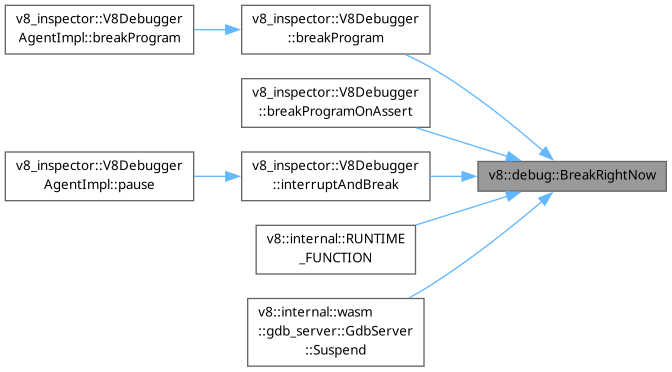 v8_inspector::V8Debugger
AgentImpl::breakProgram
v8_inspector::V8Debugger
::breakProgram
v8_inspector::V8Debugger
::breakProgramOnAssert
v8_inspector::V8Debugger
AgentImpl::pause
v8_inspector::V8Debugger
::interruptAndBreak
v8::debug::BreakRightNow
v8::internal::RUNTIME
_FUNCTION
v8::internal::wasm
::gdb_server::GdbServer
::Suspend